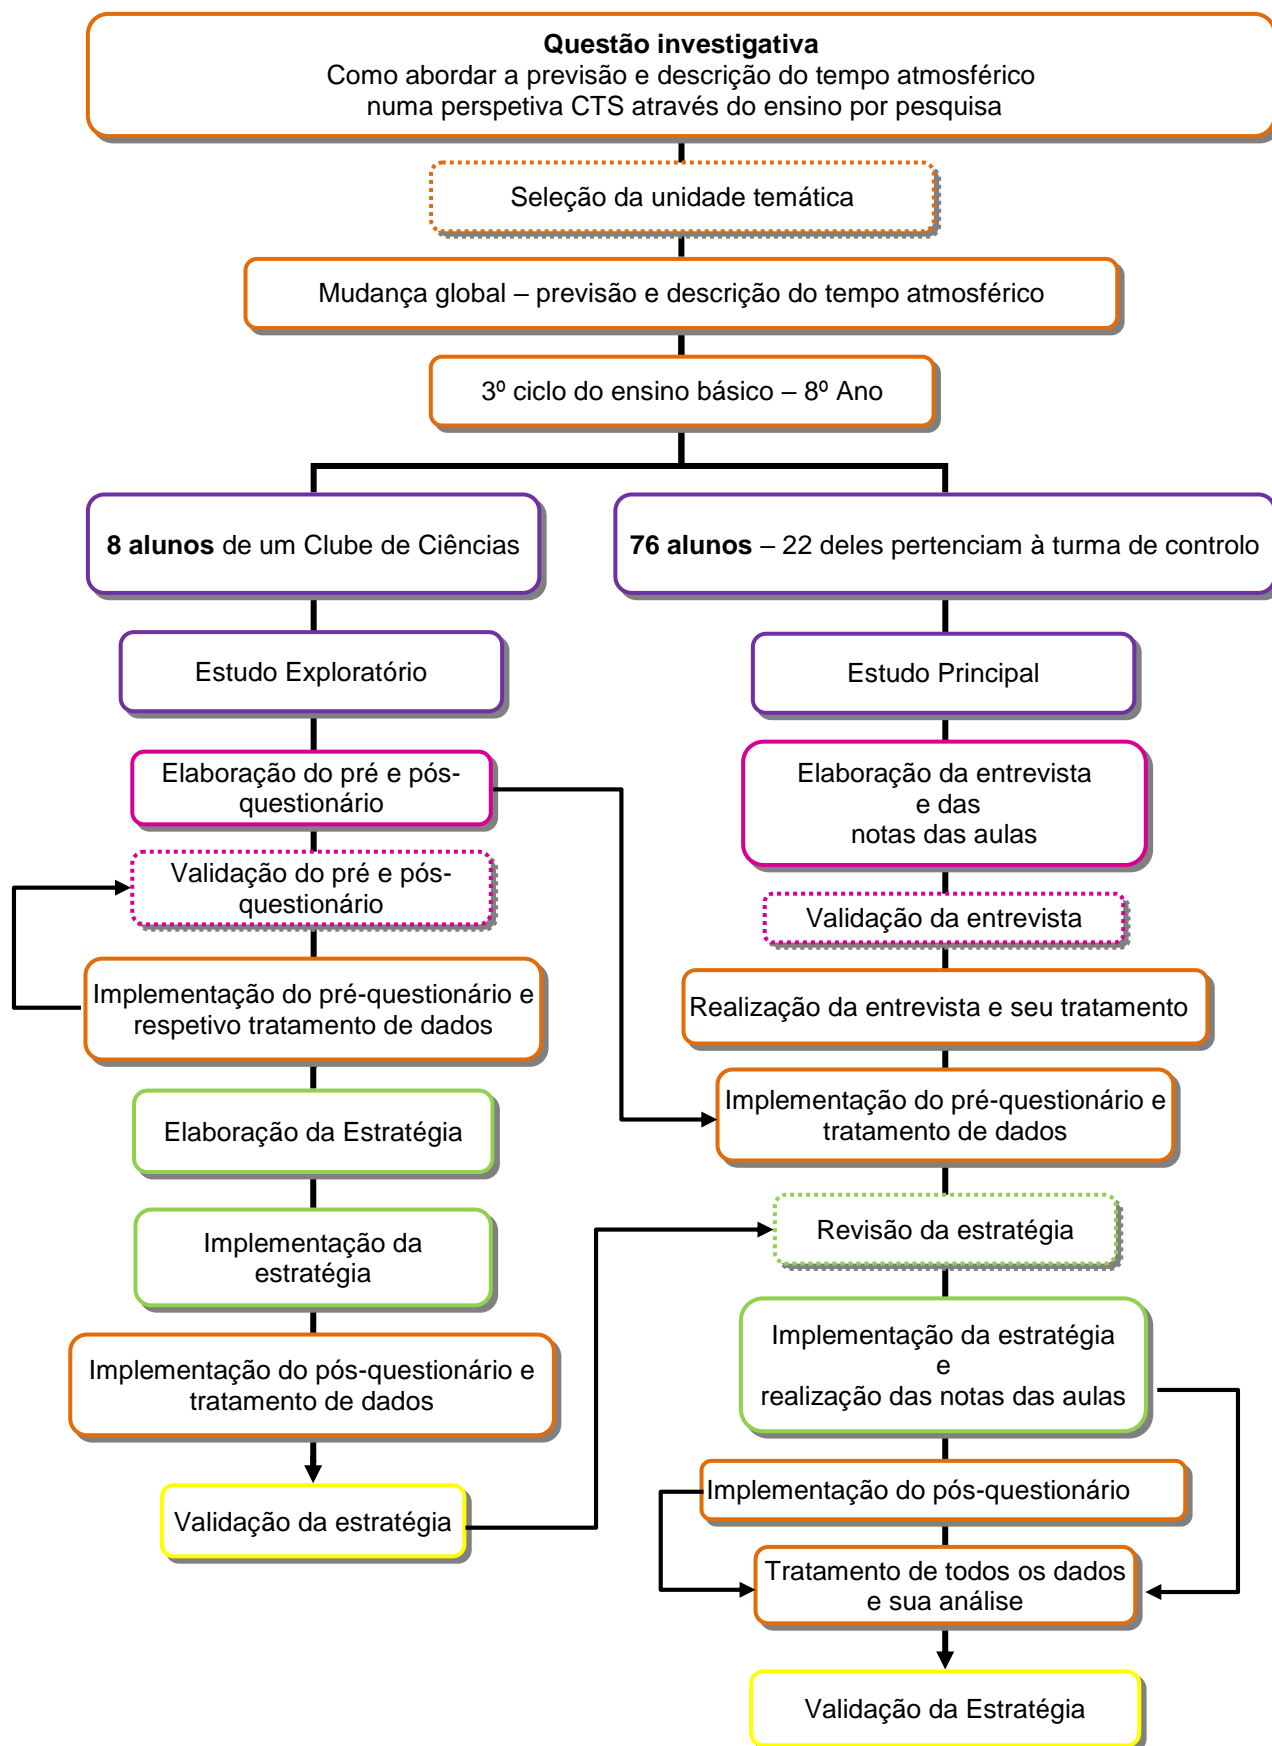 Questão investigativa
Como abordar a previsão e descrição do tempo atmosférico
numa perspetiva CTS através do ensino por pesquisa
Seleção da unidade temática
Mudança global – previsão e descrição do tempo atmosférico
3º ciclo do ensino básico – 8º Ano
8 alunos de um Clube de Ciências
76 alunos – 22 deles pertenciam à turma de controlo
Estudo Exploratório
Estudo Principal
Elaboração do pré e pós-
questionário
Elaboração da entrevista
e das
notas das aulas
Validação do pré e pós-
questionário
Validação da entrevista
Implementação do pré-questionário e
respetivo tratamento de dados
Realização da entrevista e seu tratamento
Elaboração da Estratégia
Implementação do pré-questionário e
tratamento de dados
Implementação da
estratégia
Revisão da estratégia
Implementação do pós-questionário e
tratamento de dados
Implementação da estratégia
e
realização das notas das aulas
Validação da estratégia
Implementação do pós-questionário
Tratamento de todos os dados
e sua análise
Validação da Estratégia